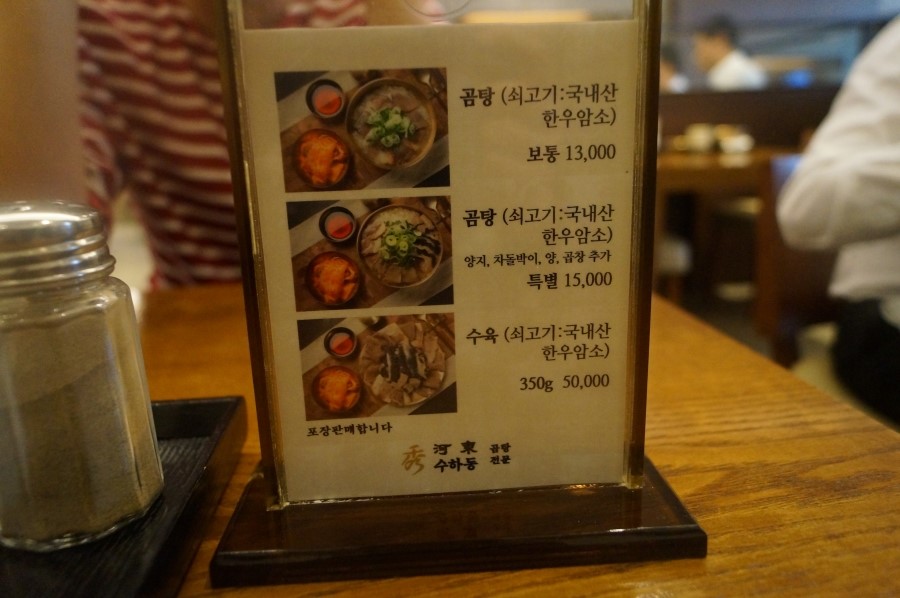 곰탕 (쇠고기:국내산
한우암소)
보통 13,000
곰탕 (쇠고기:국내산
한우암소)
양지, 차돌박이, 양, 곱창 추가
특별 15,000
수육 (쇠고기:국내산
한우암소)
350g 50,000
포장판매합니다
秀 河東 곰탕
수하동 전문